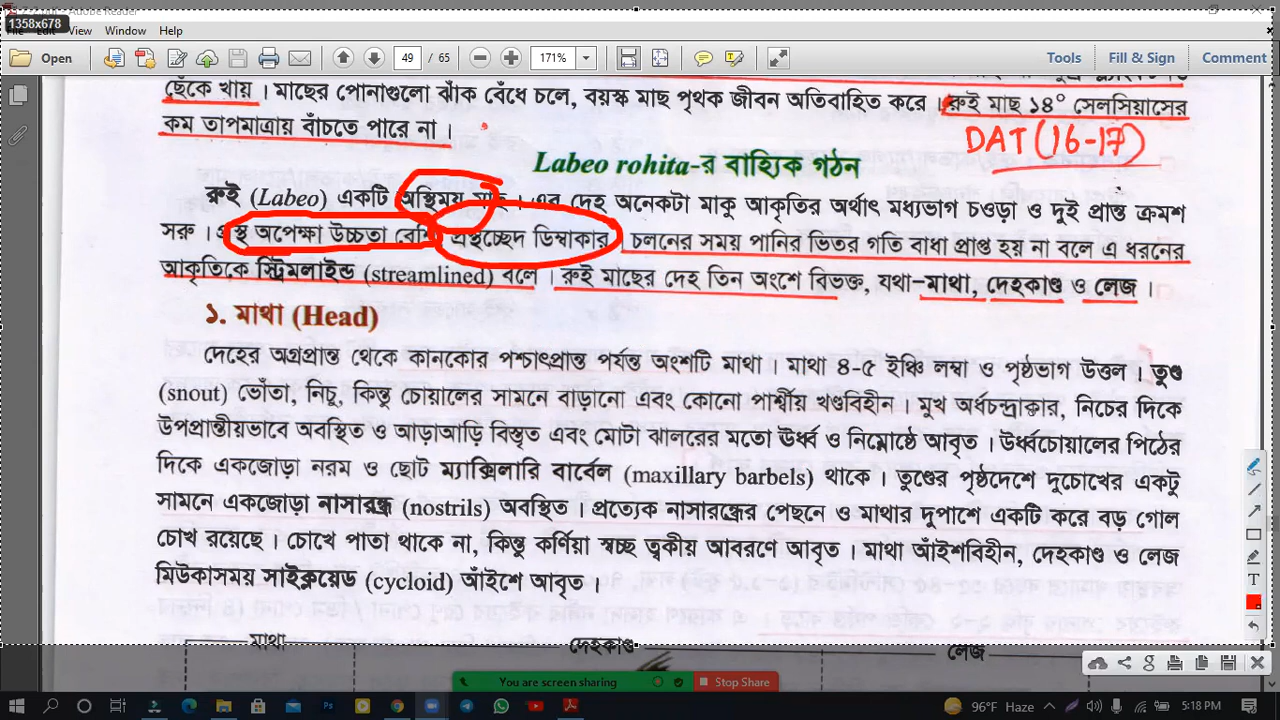 1358x678
File Edit View Window Help
Open 49 / 65 171% Tools Fill & Sign Comment
ছেঁকে খায়। মাছের পোনাগুলো ঝাঁক বেঁধে চলে, বয়স্ক মাছ পৃথক জীবন অতিবাহিত করে। রুই মাছ ১৪° সেলসিয়াসের
কম তাপমাত্রায় বাঁচতে পারে না।
DAT (16-17)
Labeo rohita-র বাহ্যিক গঠন
রুই (Labeo) একটি অস্থিময় মাছ। এর দেহ অনেকটা মাকু আকৃতির অর্থাৎ মধ্যভাগ চওড়া ও দুই প্রান্ত ক্রমশ
সরু। প্রস্থ অপেক্ষা উচ্চতা বেশি ডিম্বাকার চলনের সময় পানির ভিতর গতি বাধা প্রাপ্ত হয় না বলে এ ধরনের
আকৃতিকে স্ট্রিমলাইন্ড (streamlined) বলে। রুই মাছের দেহ তিন অংশে বিভক্ত, যথা–মাথা, দেহকাণ্ড ও লেজ।
১. মাথা (Head)
দেহের অগ্রপ্রান্ত থেকে কানকোর পশ্চাৎপ্রান্ত পর্যন্ত অংশটি মাথা। মাথা ৪-৫ ইঞ্চি লম্বা ও পৃষ্ঠভাগ উত্তল। তুণ্ড
(snout) ভোঁতা, নিচু, কিন্তু চোয়ালের সামনে বাড়ানো এবং কোনো পার্শ্বীয় খণ্ডবিহীন। মুখ অর্ধচন্দ্রাকার, নিচের দিকে
উপপ্রান্তীয়ভাবে অবস্থিত ও আড়াআড়ি বিস্তৃত এবং মোটা ঝালরের মতো ঊর্ধ্ব ও নিম্নোষ্ঠে আবৃত। উর্ধ্বচোয়ালের পিঠের
দিকে একজোড়া নরম ও ছোট ম্যাক্সিলারি বার্বেল (maxillary barbels) থাকে। তুণ্ডের পৃষ্ঠদেশে দুচোখের একটু
সামনে একজোড়া নাসারন্ধ্র (nostrils) অবস্থিত। প্রত্যেক নাসারন্ধ্রের পেছনে ও মাথার দুপাশে একটি করে বড় গোল
চোখ রয়েছে। চোখে পাতা থাকে না, কিন্তু কর্ণিয়া স্বচ্ছ ত্বকীয় আবরণে আবৃত। মাথা আঁইশবিহীন, দেহকাণ্ড ও লেজ
মিউকাসময় সাইক্লয়েড (cycloid) আঁইশে আবৃত।
মাথা দেহকাণ্ড লেজ
You are screen sharing Stop Share
96°F Haze 5:18 PM